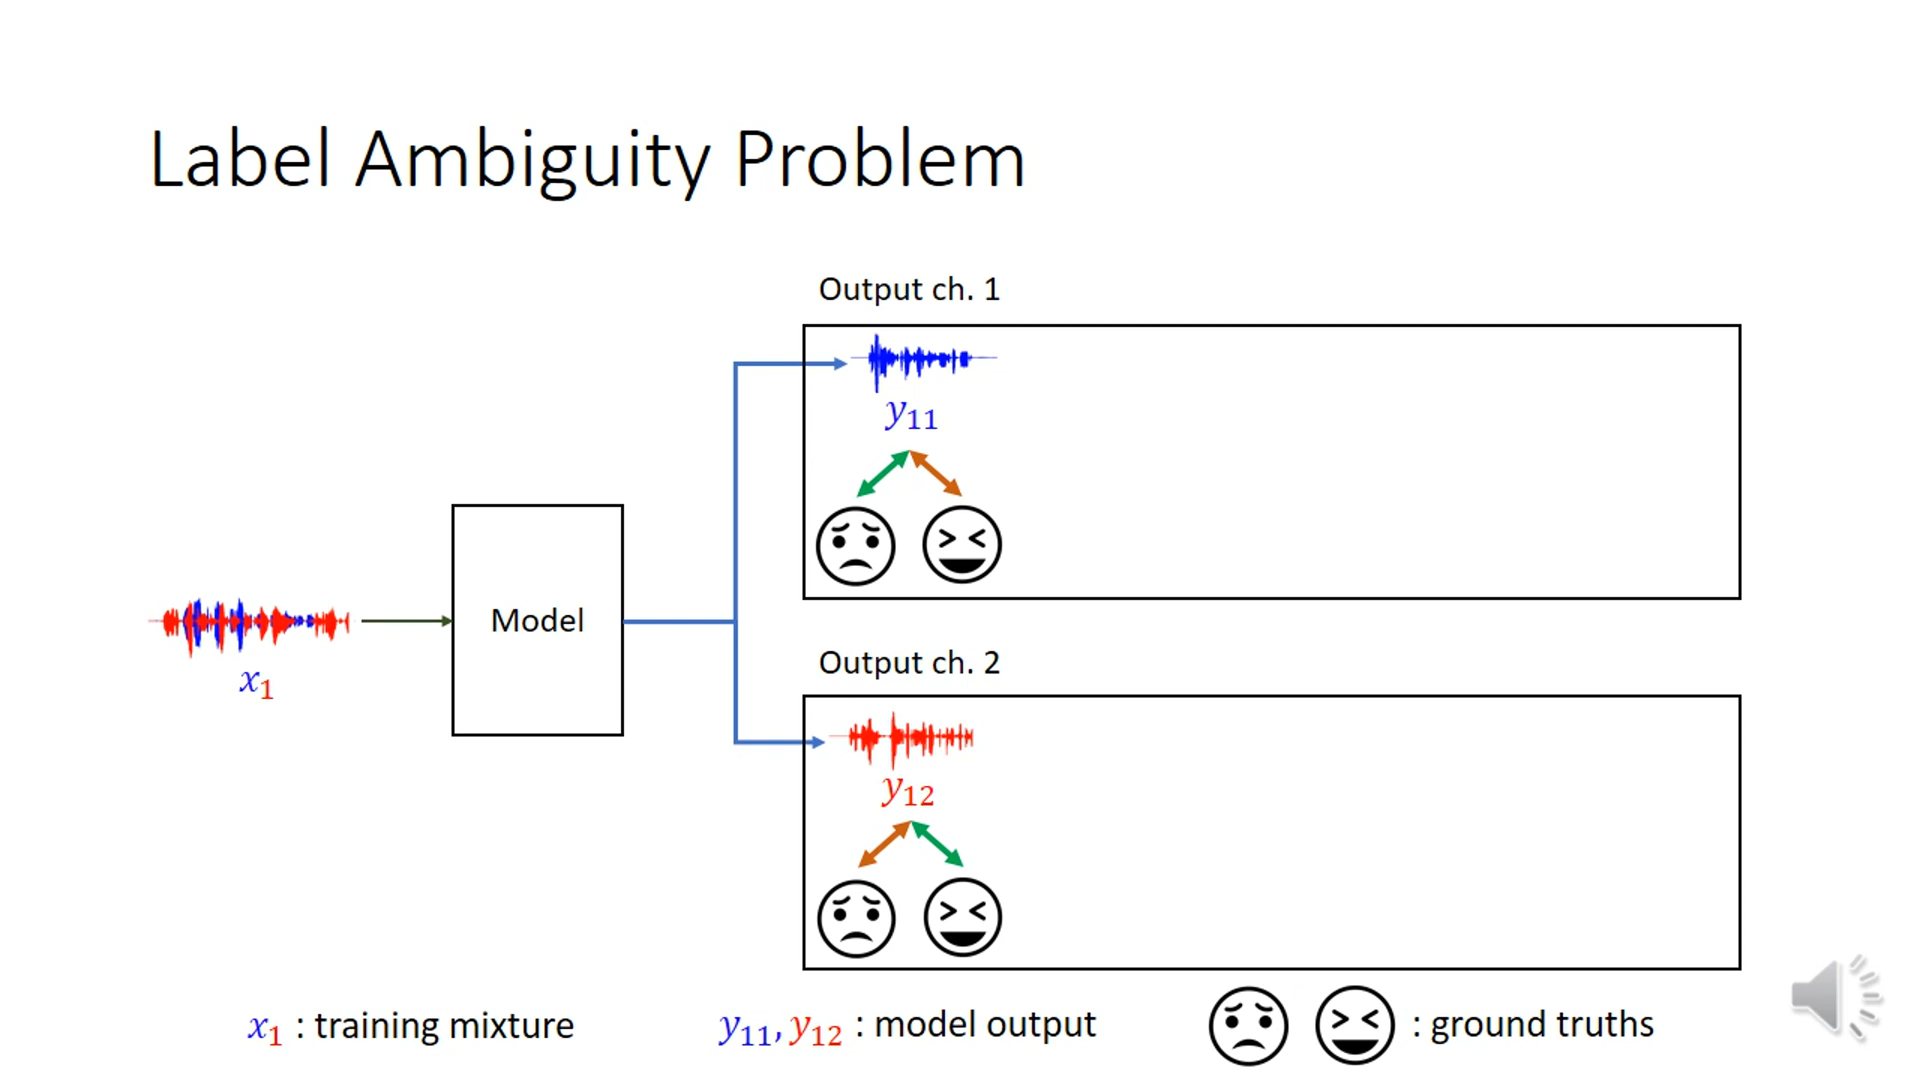 Label Ambiguity Problem
Output ch. 1
y₁₁
Model
x₁
Output ch. 2
y₁₂
x₁ : training mixture
y₁₁, y₁₂ : model output
: ground truths